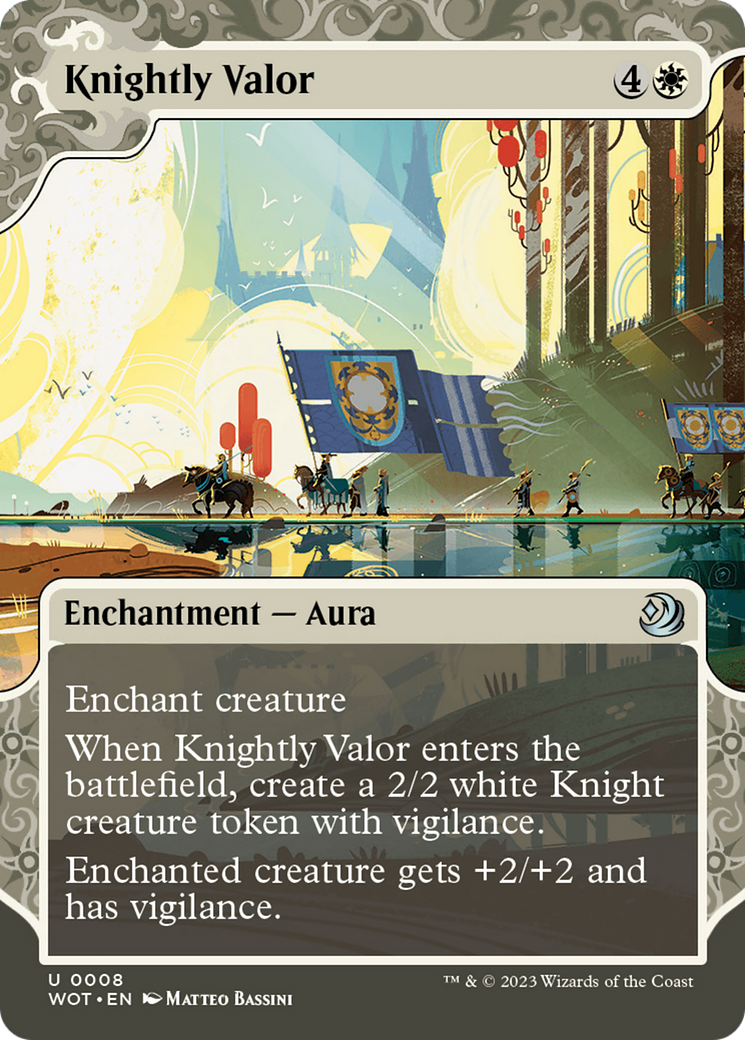 Knightly Valor 4
Enchantment — Aura
Enchant creature
When Knightly Valor enters the
battlefield, create a 2/2 white Knight
creature token with vigilance.
Enchanted creature gets +2/+2 and
has vigilance.
U 0008 ™ & © 2023 Wizards of the Coast
WOT • EN Matteo Bassini